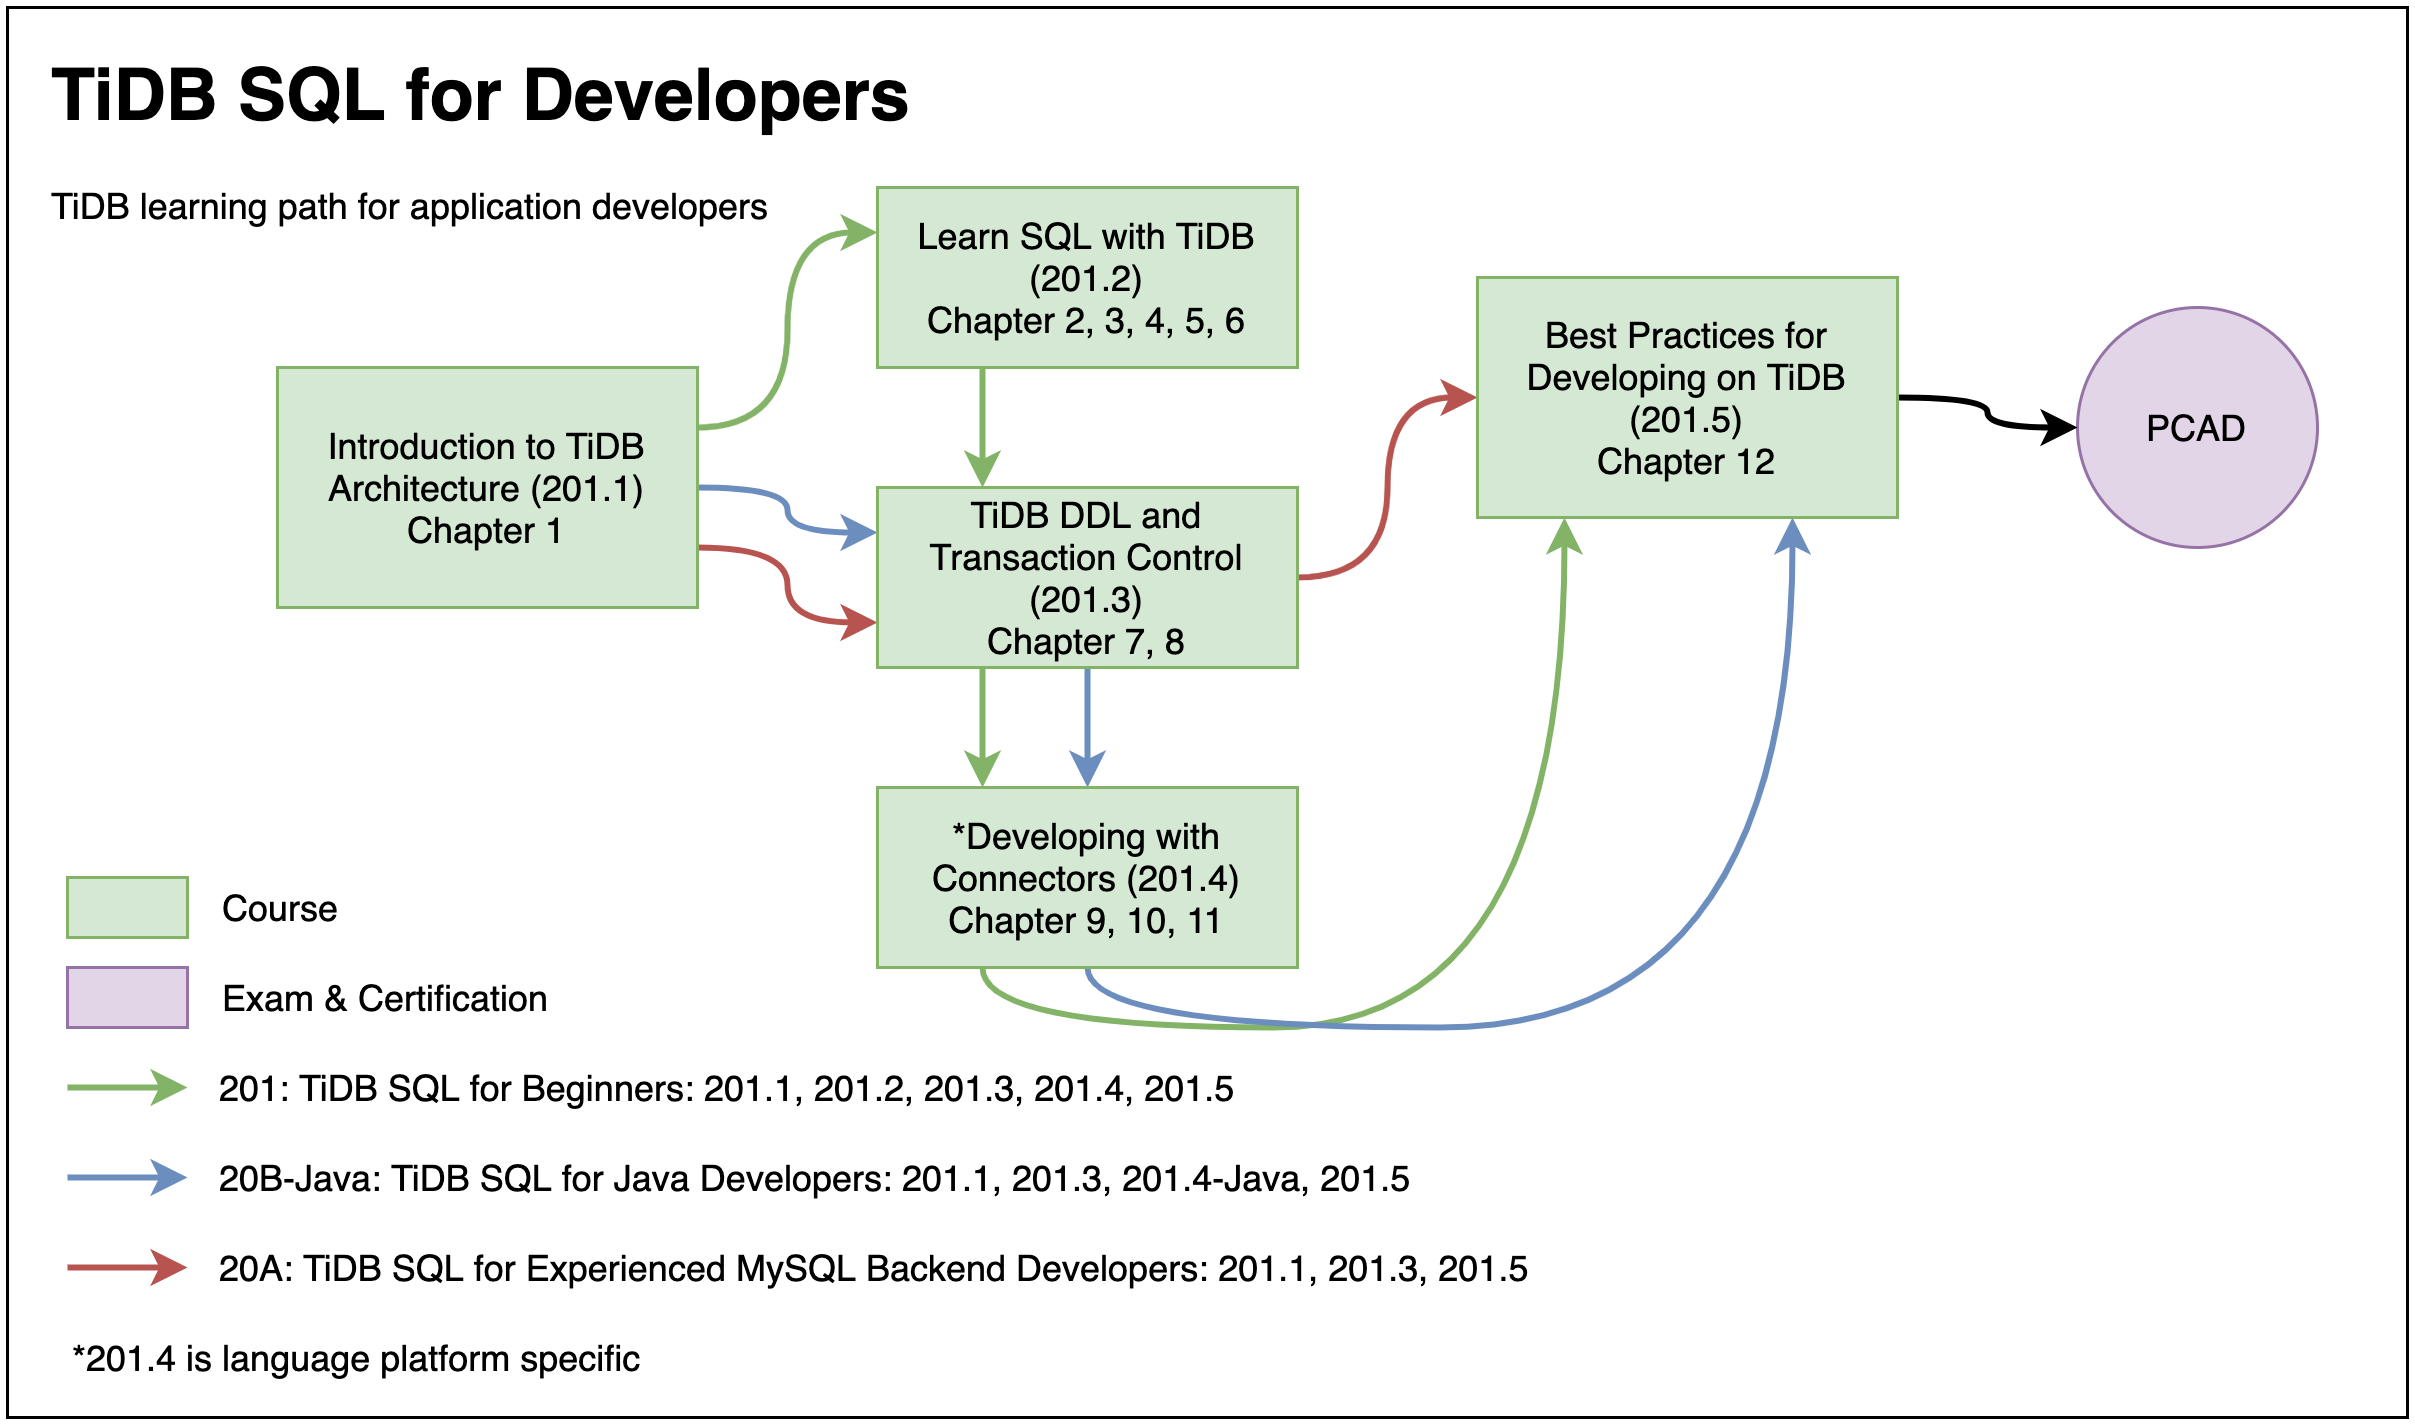 TiDB SQL for Developers
TiDB learning path for application developers
Learn SQL with TiDB
(201.2)
Chapter 2, 3, 4, 5, 6
Introduction to TiDB
Architecture (201.1)
Chapter 1
TiDB DDL and
Transaction Control
(201.3)
Chapter 7, 8
*Developing with
Connectors (201.4)
Chapter 9, 10, 11
Best Practices for
Developing on TiDB
(201.5)
Chapter 12
PCAD
Course
Exam & Certification
201: TiDB SQL for Beginners: 201.1, 201.2, 201.3, 201.4, 201.5
20B-Java: TiDB SQL for Java Developers: 201.1, 201.3, 201.4-Java, 201.5
20A: TiDB SQL for Experienced MySQL Backend Developers: 201.1, 201.3, 201.5
*201.4 is language platform specific